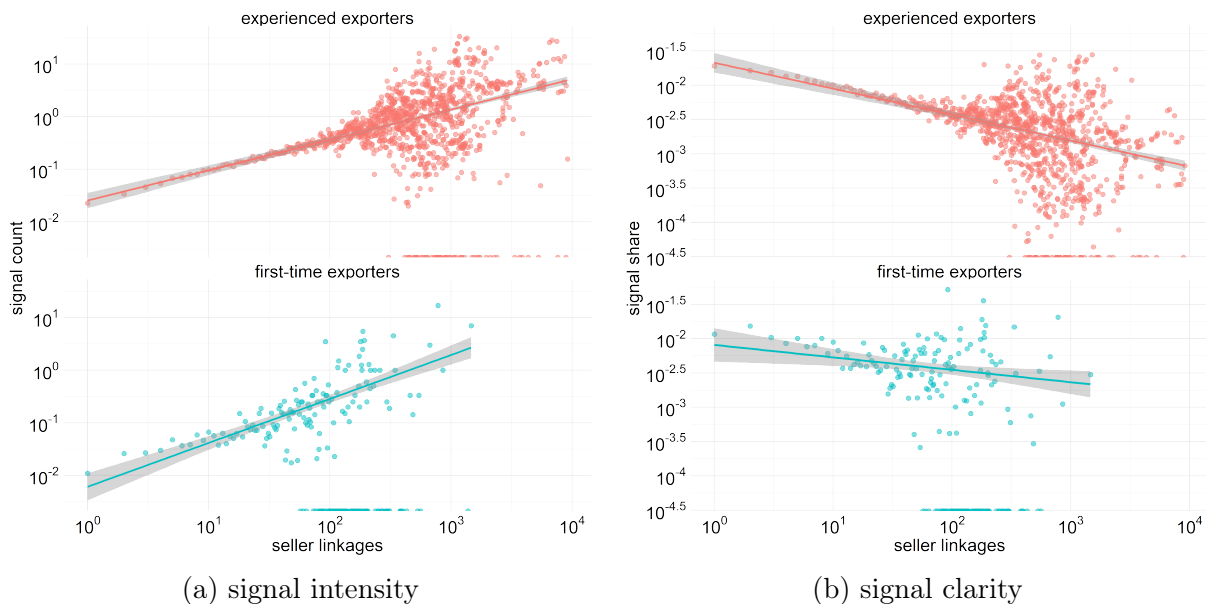 experienced exporters
10^1
10^0
10^-1
10^-2
signal count
first-time exporters
10^1
10^0
10^-1
10^-2
10^0 10^1 10^2 10^3 10^4
seller linkages
(a) signal intensity
experienced exporters
10^-1.5
10^-2
10^-2.5
10^-3
10^-3.5
10^-4
10^-4.5
signal share
first-time exporters
10^-1.5
10^-2
10^-2.5
10^-3
10^-3.5
10^-4
10^-4.5
10^0 10^1 10^2 10^3 10^4
seller linkages
(b) signal clarity